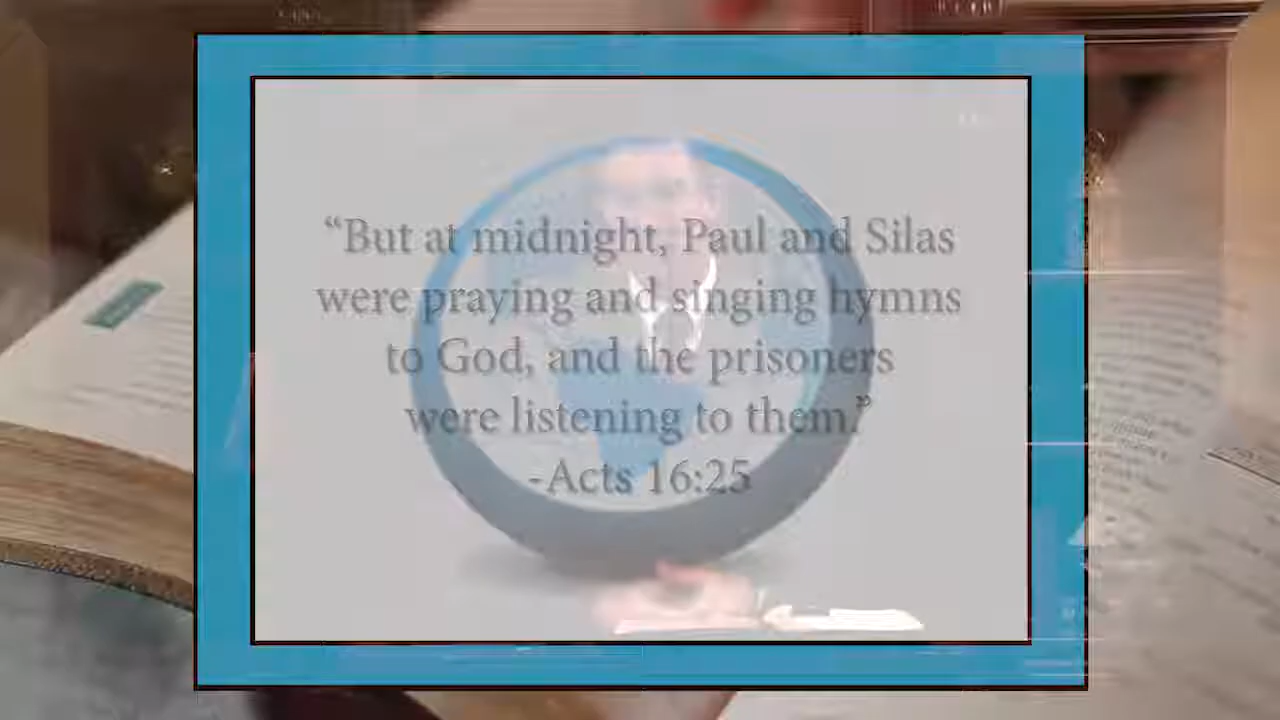 “But at midnight, Paul and Silas
were praying and singing hymns
to God, and the prisoners
were listening to them.”
-Acts 16:25